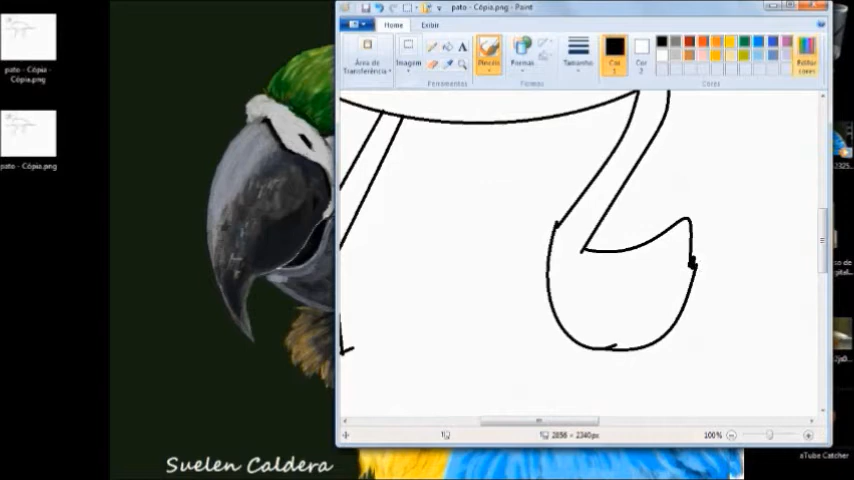 pato - Cópia.png - Paint
Home Exibir
Área de
Transferência
Imagem
Ferramentas
Pincéis
Formas
Formas
Tamanho
Cor
1
Cor
2
Editar
cores
Cores
pato - Cópia -
Cópia.png
pato - Cópia.png
Suelen Caldera
2856 × 2340px
100%
aTube Catcher